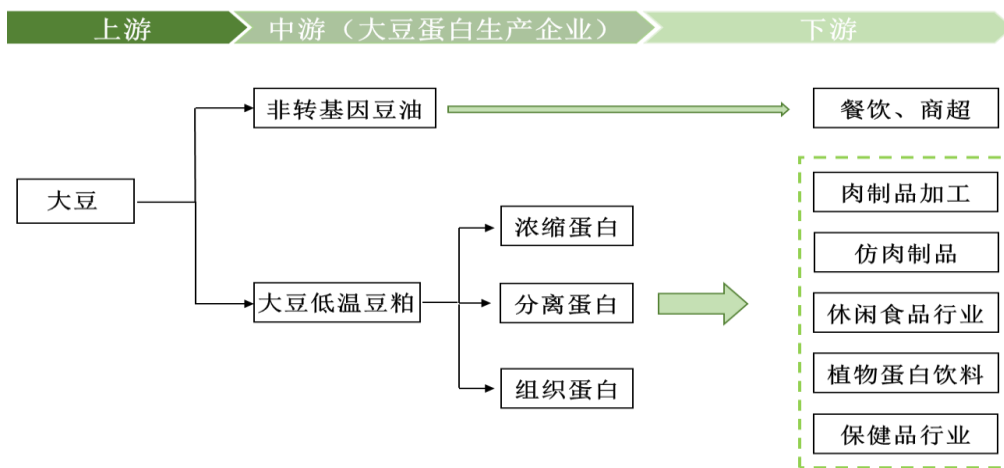 上游
中游（大豆蛋白生产企业）
下游
非转基因豆油
餐饮、商超
大豆
肉制品加工
浓缩蛋白
仿肉制品
大豆低温豆粕
分离蛋白
休闲食品行业
植物蛋白饮料
组织蛋白
保健品行业